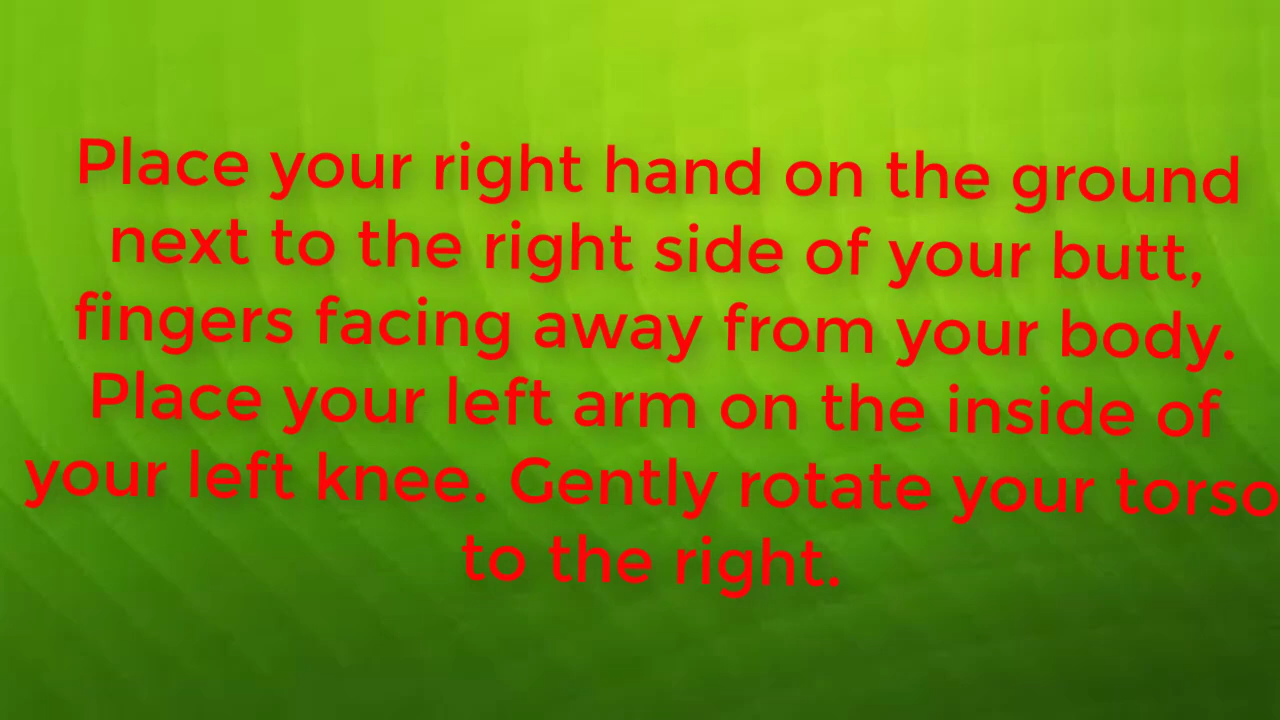 Place your right hand on the ground
next to the right side of your butt,
fingers facing away from your body.
Place your left arm on the inside of
your left knee. Gently rotate your torso
to the right.